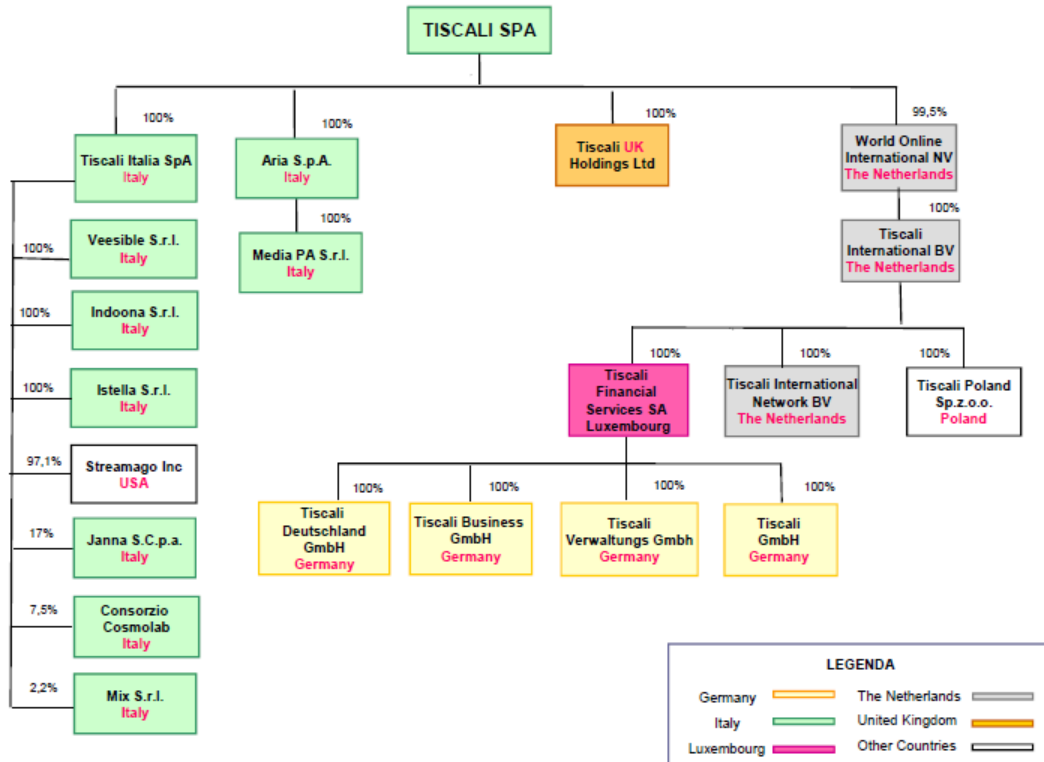 TISCALI SPA
100%
100%
100%
99,5%
Tiscali Italia SpA
Italy
Aria S.p.A.
Italy
Tiscali UK
Holdings Ltd
World Online
International NV
The Netherlands
100%
Veesible S.r.l.
Italy
100%
Media PA S.r.l.
Italy
100%
Tiscali
International BV
The Netherlands
100%
Indoona S.r.l.
Italy
100%
Istella S.r.l.
Italy
100%
100%
100%
Tiscali
Financial
Services SA
Luxembourg
Tiscali International
Network BV
The Netherlands
Tiscali Poland
Sp.z.o.o.
Poland
97,1%
Streamago Inc
USA
100%
100%
100%
100%
Tiscali
Deutschland
GmbH
Germany
Tiscali Business
GmbH
Germany
Tiscali
Verwaltungs Gmbh
Germany
Tiscali
GmbH
Germany
17%
Janna S.C.p.a.
Italy
7,5%
Consorzio
Cosmolab
Italy
2,2%
Mix S.r.l.
Italy
LEGENDA
Germany
The Netherlands
Italy
United Kingdom
Luxembourg
Other Countries